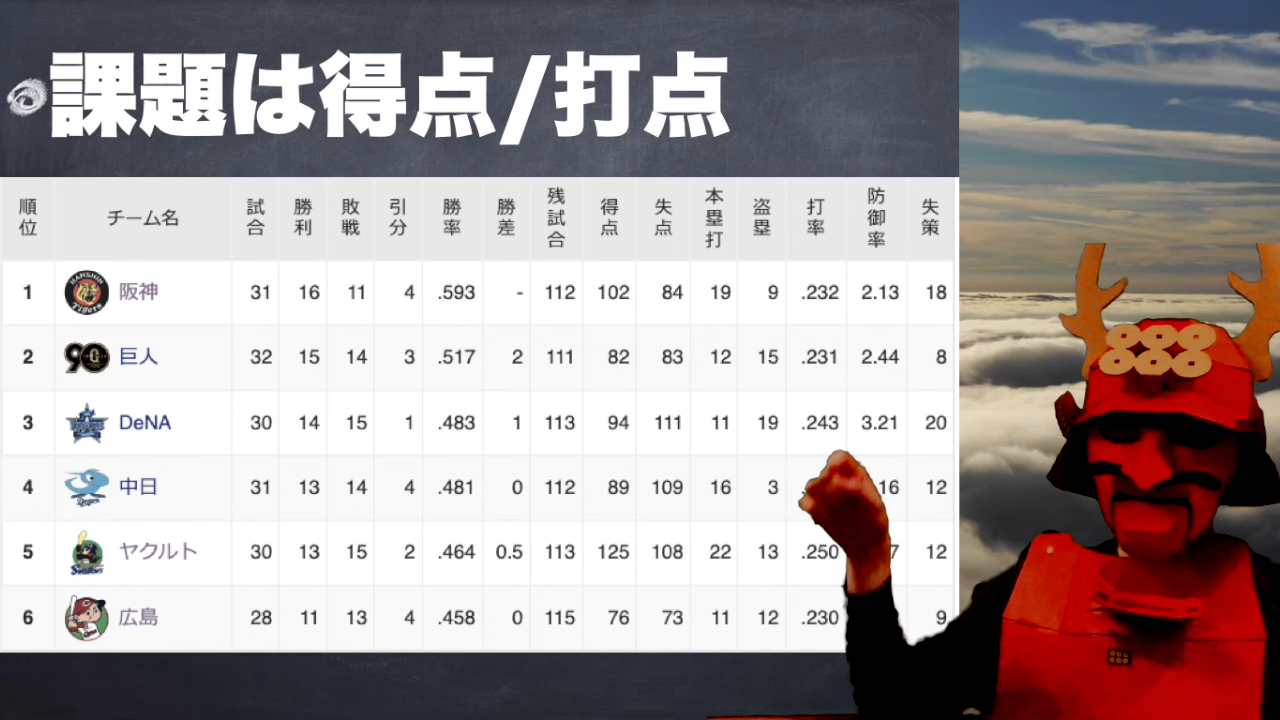 課題は得点/打点
順位 チーム名 試合 勝利 敗戦 引分 勝率 勝差 残試合 得点 失点 本塁打 盗塁 打率 防御率 失策
1 阪神 31 16 11 4 .593 - 112 102 84 19 9 .232 2.13 18
2 巨人 32 15 14 3 .517 2 111 82 83 12 15 .231 2.44 8
3 DeNA 30 14 15 1 .483 1 113 94 111 11 19 .243 3.21 20
4 中日 31 13 14 4 .481 0 112 89 109 16 3 16 12
5 ヤクルト 30 13 15 2 .464 0.5 113 125 108 22 13 .250 7 12
6 広島 28 11 13 4 .458 0 115 76 73 11 12 .230 9